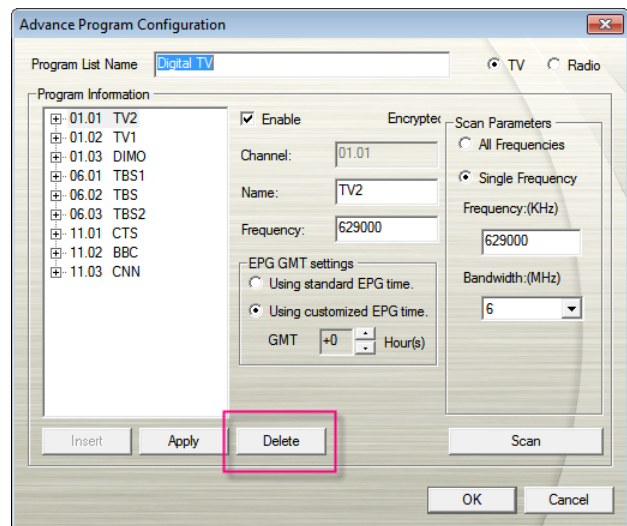 Advance Program Configuration
Program List Name Digital TV TV Radio
Program Information
01.01 TV2
01.02 TV1
01.03 DIMO
06.01 TBS1
06.02 TBS
06.03 TBS2
11.01 CTS
11.02 BBC
11.03 CNN
Enable Encrypted
Channel: 01.01
Name: TV2
Frequency: 629000
EPG GMT settings
Using standard EPG time.
Using customized EPG time.
GMT +0 Hour(s)
Scan Parameters
All Frequencies
Single Frequency
Frequency:(KHz)
629000
Bandwidth:(MHz)
6
Insert Apply Delete Scan
OK Cancel